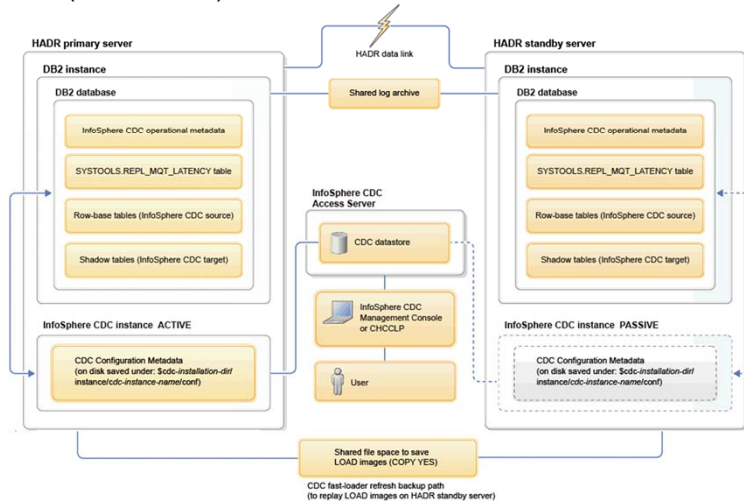 HADR primary server
HADR data link
HADR standby server
DB2 instance
Shared log archive
DB2 instance
DB2 database
DB2 database
InfoSphere CDC operational metadata
InfoSphere CDC operational metadata
SYSTOOLS.REPL_MQT_LATENCY table
SYSTOOLS.REPL_MQT_LATENCY table
InfoSphere CDC
Access Server
Row-base tables (InfoSphere CDC source)
Row-base tables (InfoSphere CDC source)
CDC datastore
Shadow tables (InfoSphere CDC target)
Shadow tables (InfoSphere CDC target)
InfoSphere CDC
Management Console
or CHCCLP
InfoSphere CDC instance ACTIVE
InfoSphere CDC instance PASSIVE
CDC Configuration Metadata
(on disk saved under: $cdc-installation-dir/
instance/cdc-instance-name/conf)
User
CDC Configuration Metadata
(on disk saved under: $cdc-installation-dir/
instance/cdc-instance-name/conf)
Shared file space to save
LOAD images (COPY YES)
CDC fast-loader refresh backup path
(to replay LOAD images on HADR standby server)